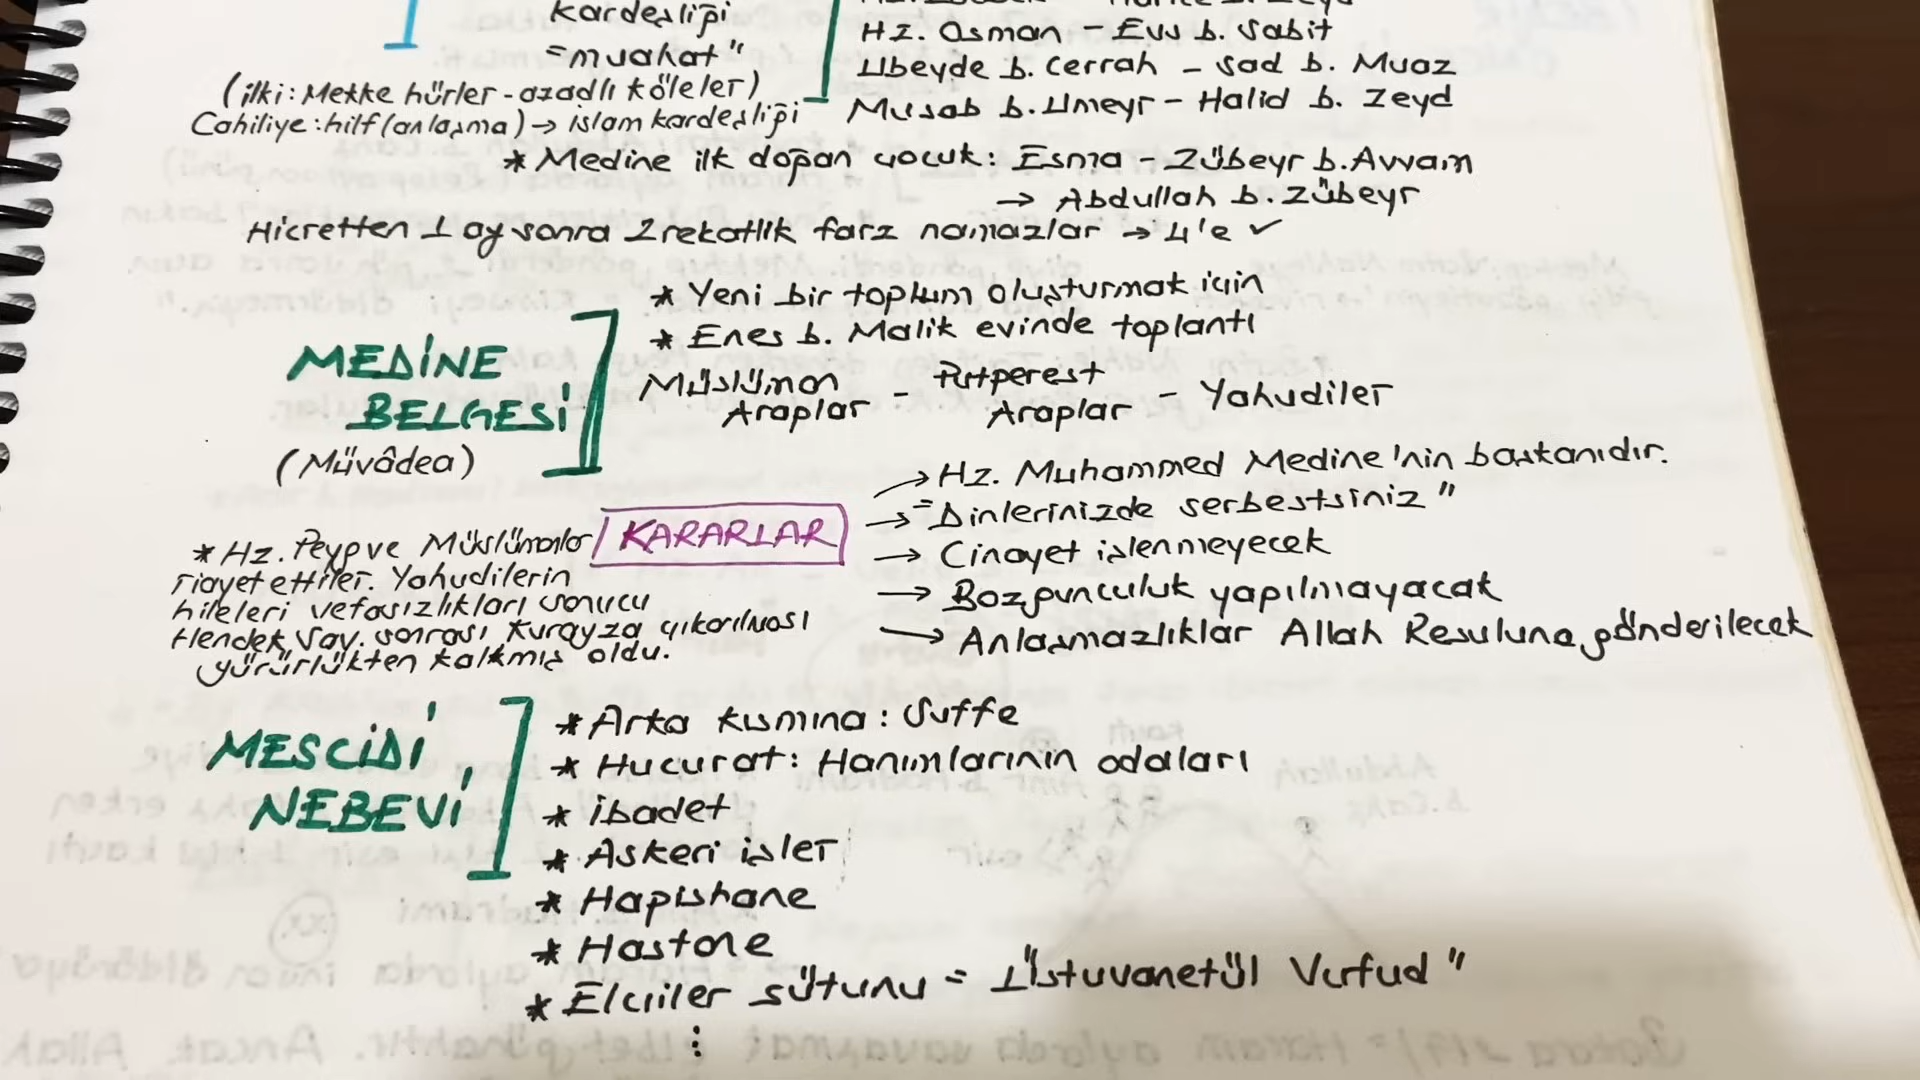 kardeşliği
"muahat"
(ilki: Mekke hürler - azadlı köleler)
Cahiliye: hilf (anlaşma) → islam kardeşliği
Hz. Osman - Evs b. Sabit
Ubeyde b. Cerrah - Sad b. Muaz
Musab b. Umeyr - Halid b. Zeyd
* Medine ilk doğan çocuk: Esma - Zübeyr b. Avvam
→ Abdullah b. Zübeyr
Hicretten 1 ay sonra 2 rekatlık farz namazlar → 4'e ✓
MEDİNE
BELGESİ
(Müvâdea)
* Yeni bir toplum oluşturmak için
* Enes b. Malik evinde toplantı
Müslüman Araplar - Putperest Araplar - Yahudiler
KARARLAR
→ Hz. Muhammed Medine'nin başkanıdır.
→ "Dinlerinizde serbestsiniz"
→ Cinayet işlenmeyecek
→ Bozgunculuk yapılmayacak
→ Anlaşmazlıklar Allah Resuluna gönderilecek
* Hz. Peyg ve Müslümanlar
riayet ettiler. Yahudilerin
hileleri vefasızlıkları sonucu
Hendek Sav. sonrası Kurayza çıkarılması
yürürlükten kalkmış oldu.
MESCİDİ
NEBEVİ
* Arka kısmına: Suffe
* Hucurat: Hanımlarının odaları
* İbadet
* Askeri işler
* Hapishane
* Hastane
* Elçiler sütunu = "Üstuvanetül Vufud"
⋮